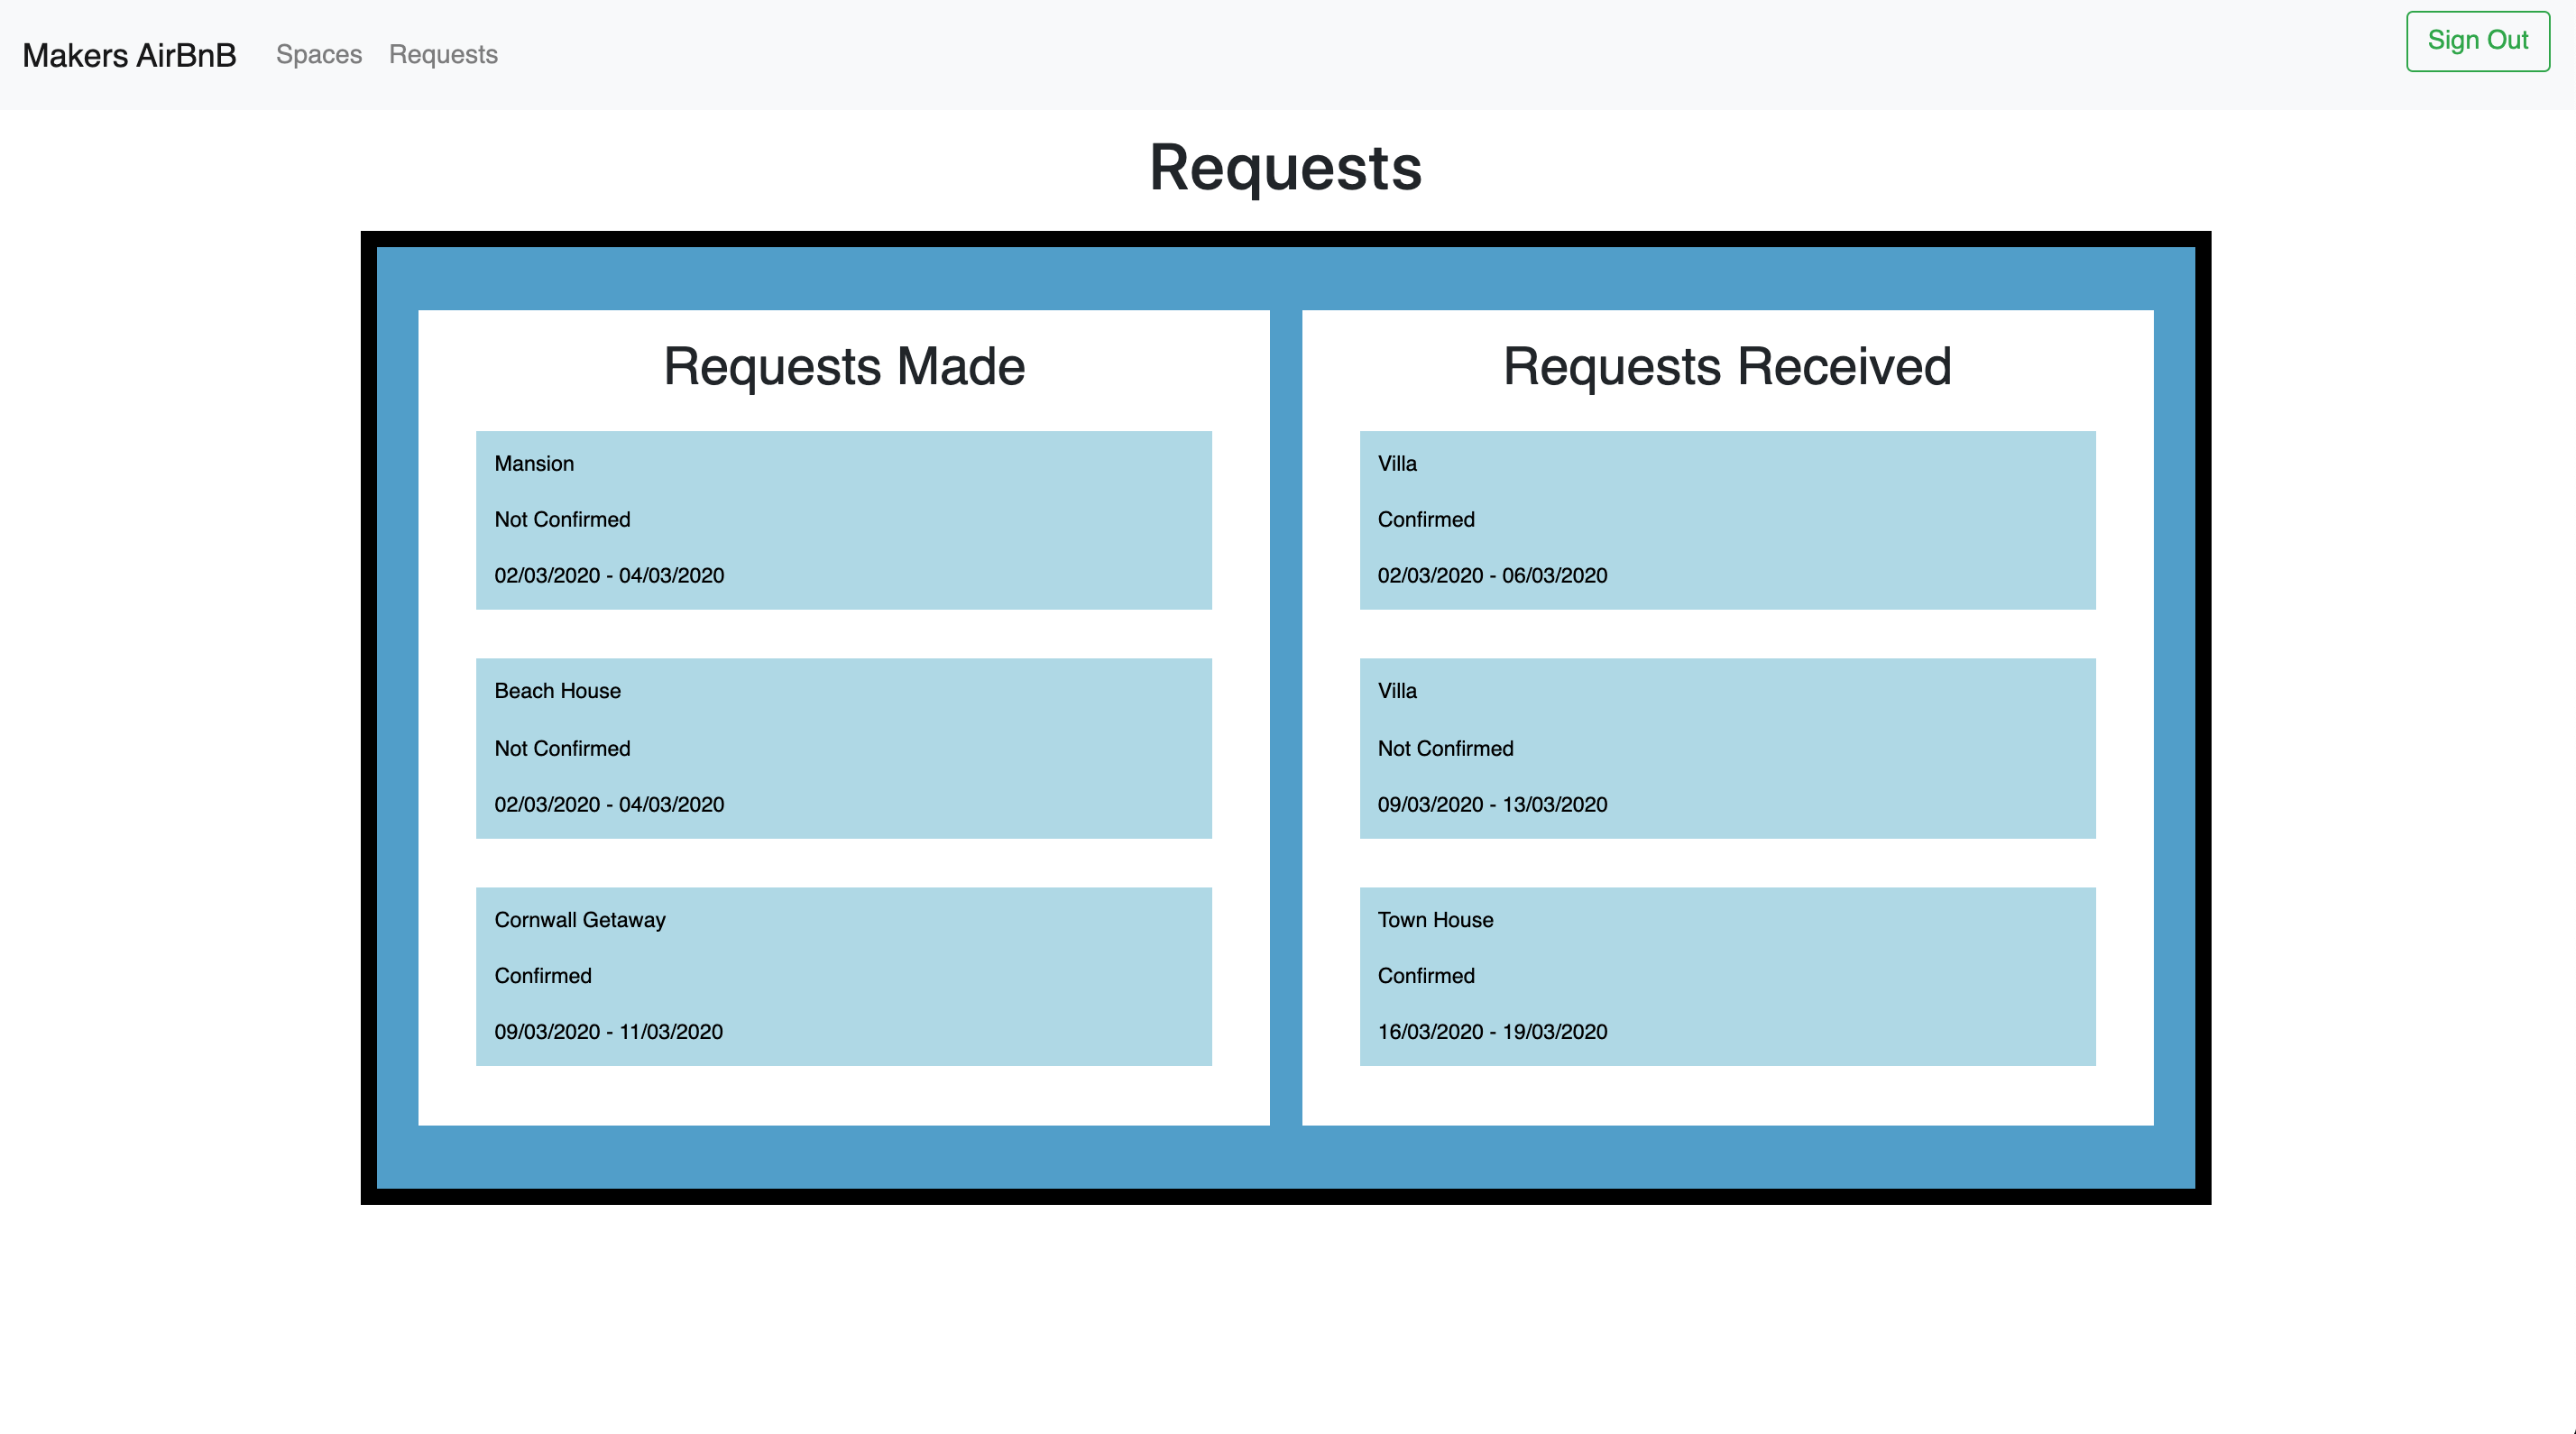 Makers AirBnB Spaces Requests Sign Out
Requests
Requests Made
Mansion
Not Confirmed
02/03/2020 - 04/03/2020
Beach House
Not Confirmed
02/03/2020 - 04/03/2020
Cornwall Getaway
Confirmed
09/03/2020 - 11/03/2020
Requests Received
Villa
Confirmed
02/03/2020 - 06/03/2020
Villa
Not Confirmed
09/03/2020 - 13/03/2020
Town House
Confirmed
16/03/2020 - 19/03/2020